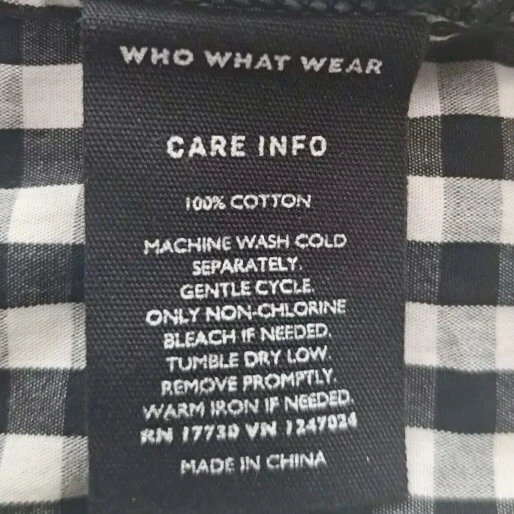 WHO WHAT WEAR
CARE INFO
100% COTTON
MACHINE WASH COLD
SEPARATELY.
GENTLE CYCLE.
ONLY NON-CHLORINE
BLEACH IF NEEDED.
TUMBLE DRY LOW.
REMOVE PROMPTLY.
WARM IRON IF NEEDED.
RN 17730 VN 1247024
MADE IN CHINA